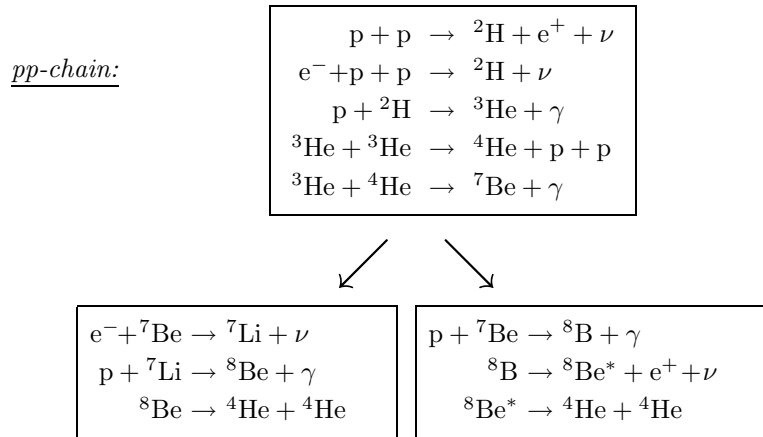 p + p → ²H + e⁺ + ν
pp-chain:
e⁻+p + p → ²H + ν
p + ²H → ³He + γ
³He + ³He → ⁴He + p + p
³He + ⁴He → ⁷Be + γ
e⁻+⁷Be → ⁷Li + ν
p + ⁷Li → ⁸Be + γ
⁸Be → ⁴He + ⁴He
p + ⁷Be → ⁸B + γ
⁸B → ⁸Be* + e⁺ +ν
⁸Be* → ⁴He + ⁴He